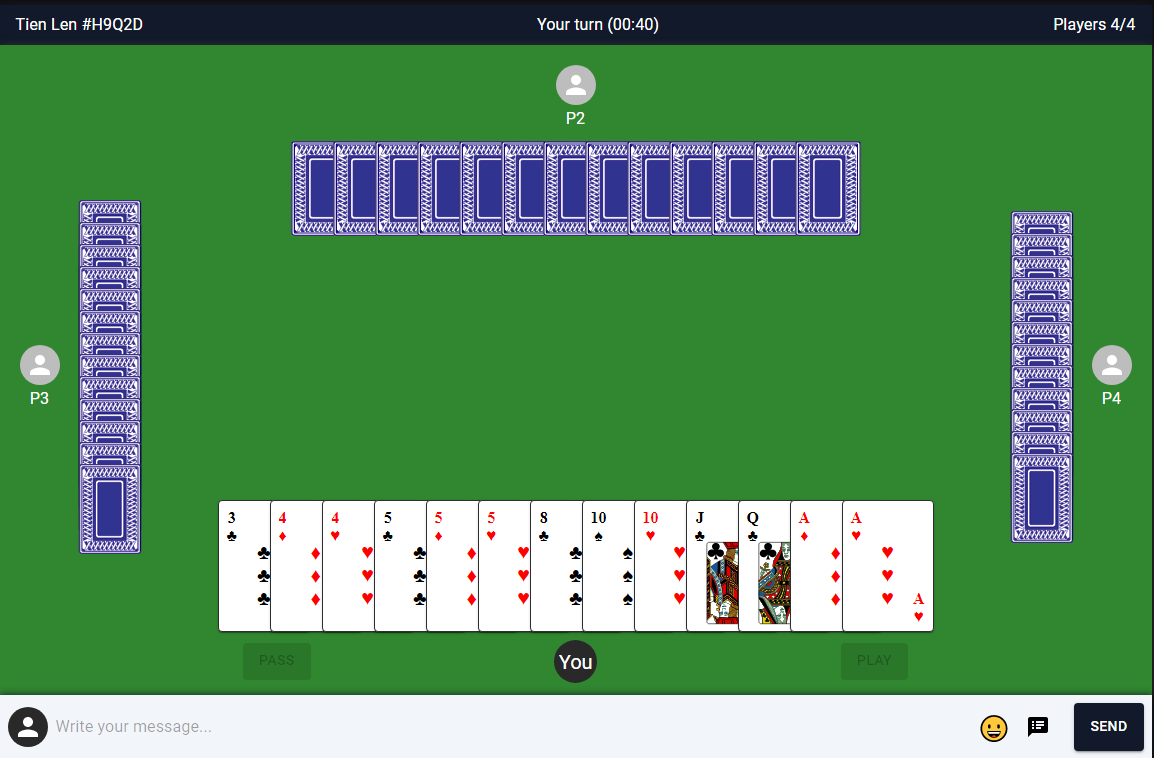 Tien Len #H9Q2D
Your turn (00:40)
Players 4/4
P2
P3
P4
3 4 4 5 5 5 8 10 10 J Q A A
A
PASS
You
PLAY
Write your message...
SEND